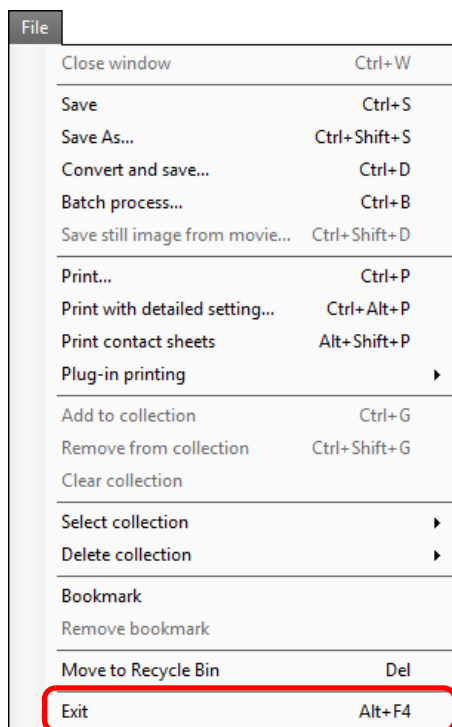 File
Close window Ctrl+W
Save Ctrl+S
Save As... Ctrl+Shift+S
Convert and save... Ctrl+D
Batch process... Ctrl+B
Save still image from movie... Ctrl+Shift+D
Print... Ctrl+P
Print with detailed setting... Ctrl+Alt+P
Print contact sheets Alt+Shift+P
Plug-in printing
Add to collection Ctrl+G
Remove from collection Ctrl+Shift+G
Clear collection
Select collection
Delete collection
Bookmark
Remove bookmark
Move to Recycle Bin Del
Exit Alt+F4